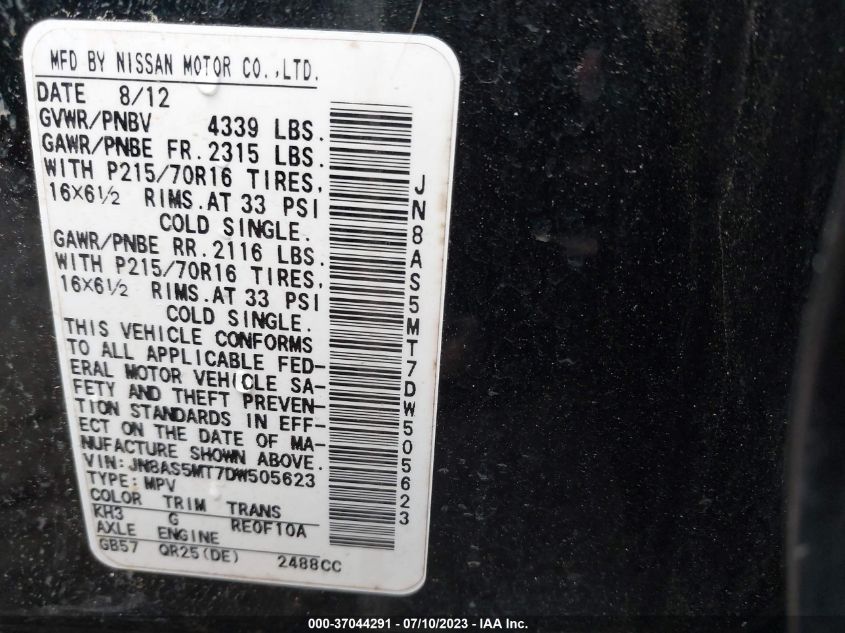 MFD BY NISSAN MOTOR CO.,LTD.
DATE 8/12
GVWR/PNBV 4339 LBS.
GAWR/PNBE FR.2315 LBS.
WITH P215/70R16 TIRES,
16X6½ RIMS.AT 33 PSI
COLD SINGLE.
GAWR/PNBE RR.2116 LBS.
WITH P215/70R16 TIRES,
16X6½ RIMS.AT 33 PSI
COLD SINGLE.
THIS VEHICLE CONFORMS
TO ALL APPLICABLE FED-
ERAL MOTOR VEHICLE SA-
FETY AND THEFT PREVEN-
TION STANDARDS IN EFF-
ECT ON THE DATE OF MA-
NUFACTURE SHOWN ABOVE.
VIN:JN8AS5MT7DW505623
TYPE:MPV
COLOR TRIM TRANS
KH3 G RE0F10A
AXLE ENGINE
GB57 QR25(DE) 2488CC
JN8AS5MT7DW505623
000-37044291 - 07/10/2023 - IAA Inc.